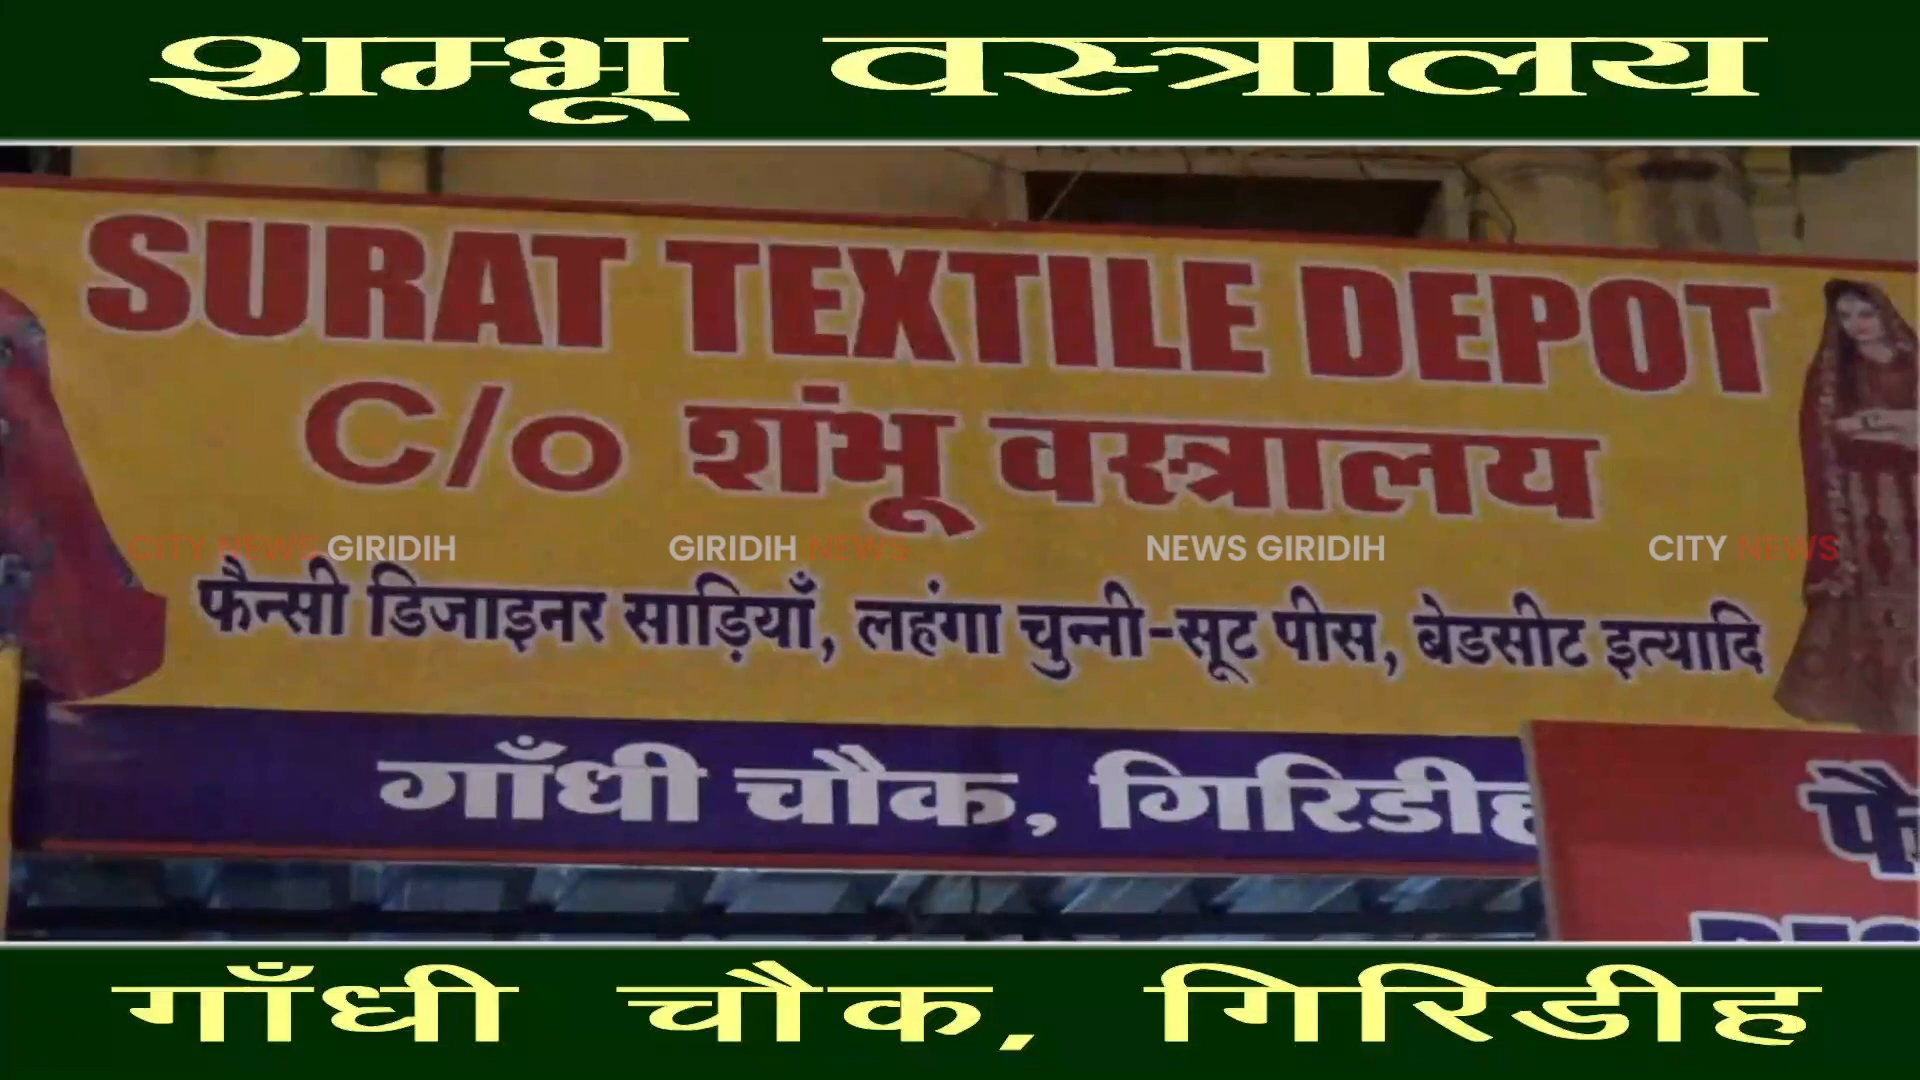 शम्भू वस्त्रालय
SURAT TEXTILE DEPOT
C/o शंभू वस्त्रालय
CITY NEWS GIRIDIH GIRIDIH NEWS NEWS GIRIDIH CITY NEWS
फैन्सी डिजाइनर साड़ियाँ, लहंगा चुन्नी-सूट पीस, बेडसीट इत्यादि
गाँधी चौक, गिरिडीह
गाँधी चौक, गिरिडीह